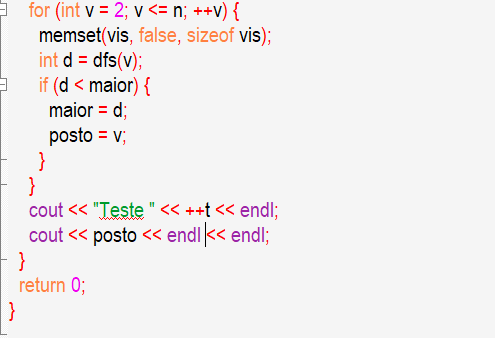 for (int v = 2; v <= n; ++v) {
memset(vis, false, sizeof vis);
int d = dfs(v);
if (d < maior) {
maior = d;
posto = v;
}
}
cout << "Teste " << ++t << endl;
cout << posto << endl << endl;
}
return 0;
}